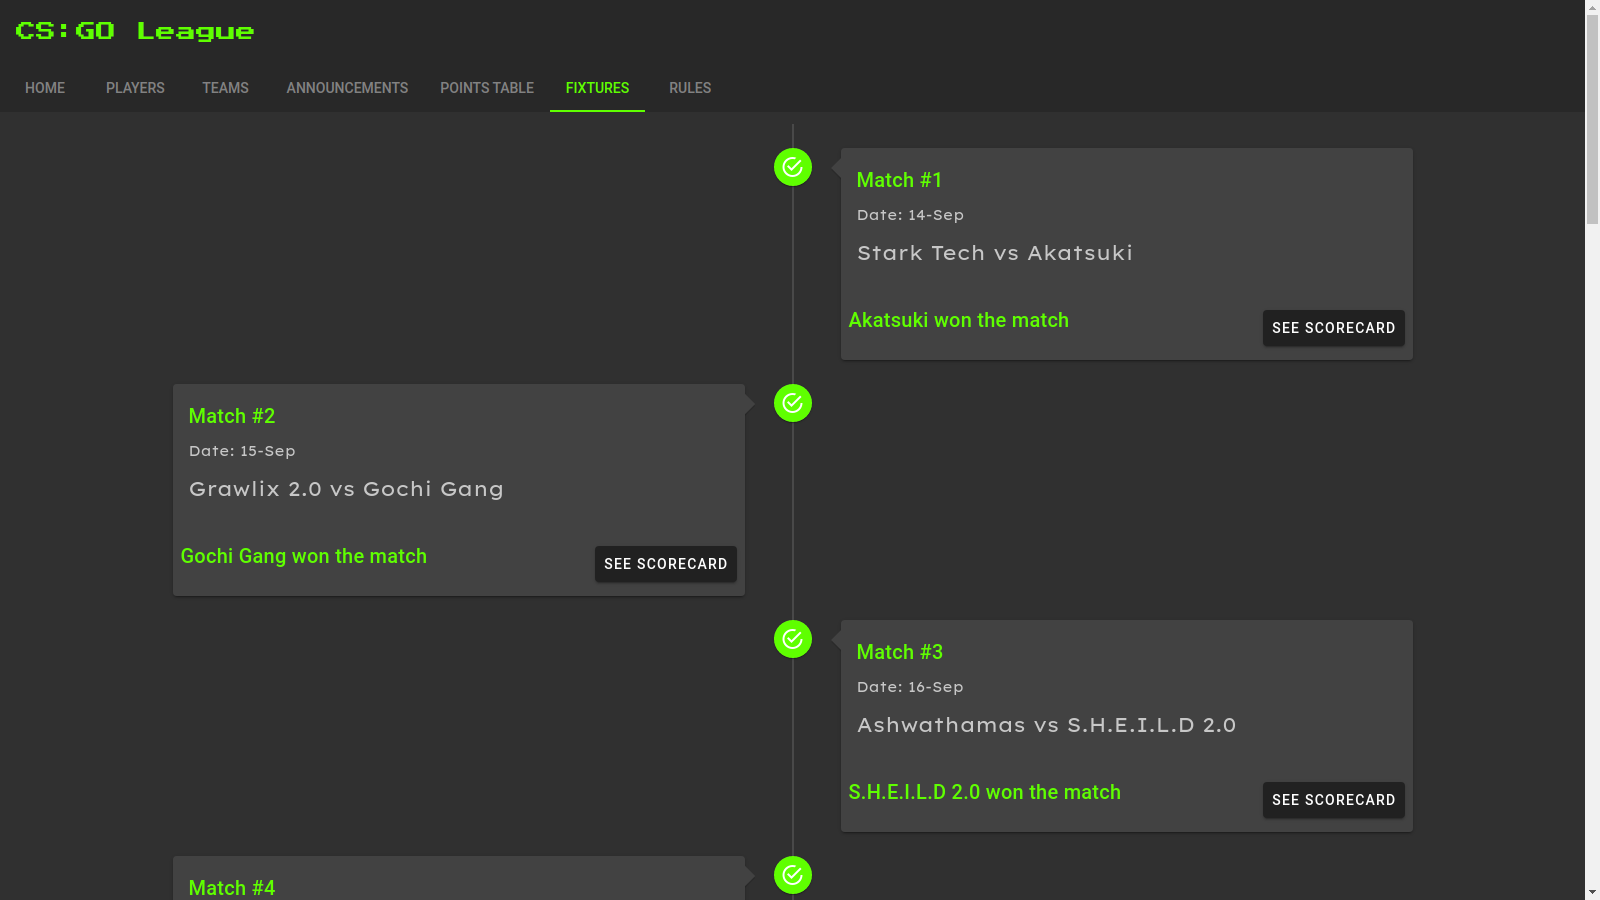 CS:GO League
HOME PLAYERS TEAMS ANNOUNCEMENTS POINTS TABLE FIXTURES RULES
Match #1
Date: 14-Sep
Stark Tech vs Akatsuki
Akatsuki won the match
SEE SCORECARD
Match #2
Date: 15-Sep
Grawlix 2.0 vs Gochi Gang
Gochi Gang won the match
SEE SCORECARD
Match #3
Date: 16-Sep
Ashwathamas vs S.H.E.I.L.D 2.0
S.H.E.I.L.D 2.0 won the match
SEE SCORECARD
Match #4